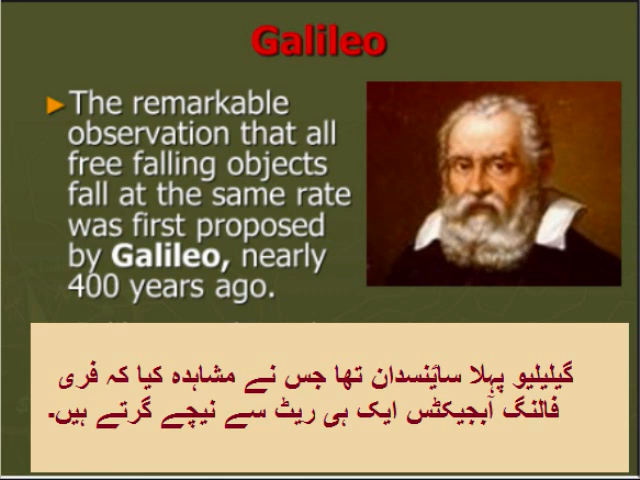 Galileo
►The remarkable
observation that all
free falling objects
fall at the same rate
was first proposed
by Galileo, nearly
400 years ago.
گیلیلیو پہلا سائنسدان تھا جس نے مشاہدہ کیا کہ فری
فالنگ آبجیکٹس ایک ہی ریٹ سے نیچے گرتے ہیں۔